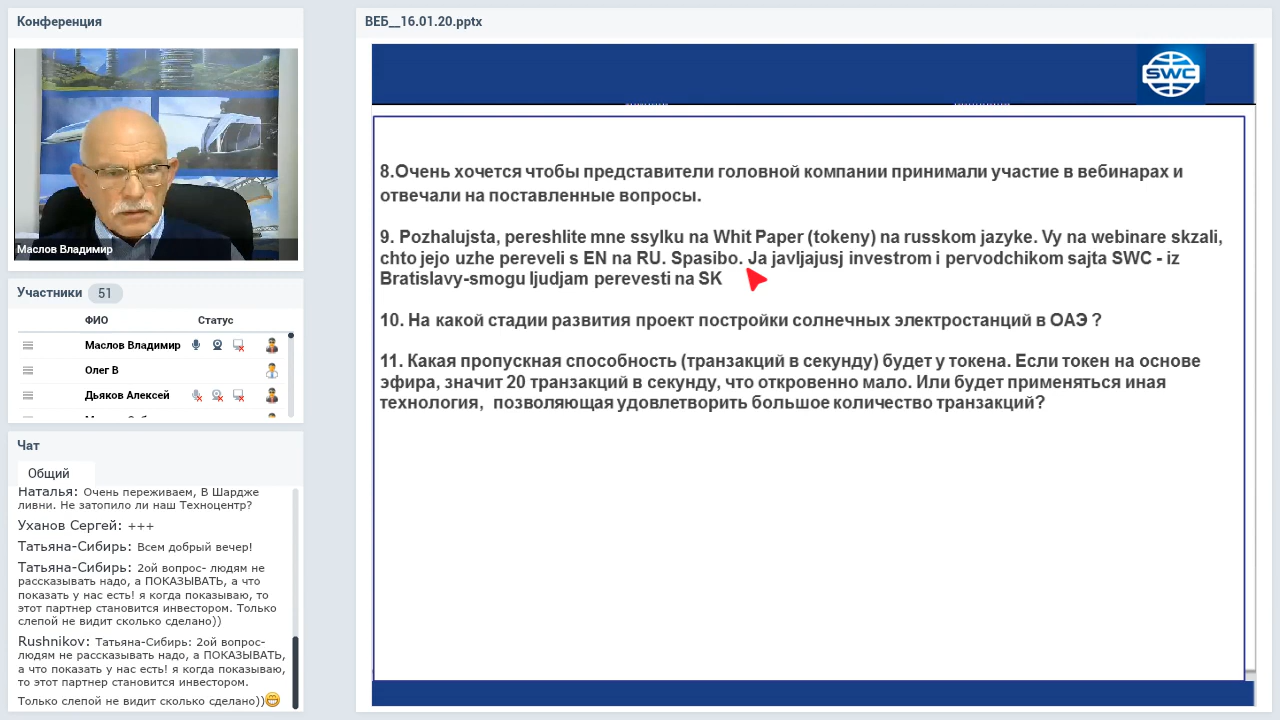 Конференция
Маслов Владимир
Участники 51
ФИО Статус
Маслов Владимир
Олег В
Дьяков Алексей
Чат
Общий
Наталья: Очень переживаем, В Шардже
ливни. Не затопило ли наш Техноцентр?
Уханов Сергей: +++
Татьяна-Сибирь: Всем добрый вечер!
Татьяна-Сибирь: 2ой вопрос- людям не
рассказывать надо, а ПОКАЗЫВАТЬ, а что
показать у нас есть! я когда показываю, то
этот партнер становится инвестором. Только
слепой не видит сколько сделано))
Rushnikov: Татьяна-Сибирь: 2ой вопрос-
людям не рассказывать надо, а ПОКАЗЫВАТЬ,
а что показать у нас есть! я когда показываю,
то этот партнер становится инвестором.
Только слепой не видит сколько сделано))
ВЕБ__16.01.20.pptx
SWC
8.Очень хочется чтобы представители головной компании принимали участие в вебинарах и
отвечали на поставленные вопросы.
9. Pozhalujsta, pereshlite mne ssylku na Whit Paper (tokeny) na russkom jazyke. Vy na webinare skzali,
chto jejo uzhe pereveli s EN na RU. Spasibo. Ja javljajusj investrom i pervodchikom sajta SWC - iz
Bratislavy-smogu ljudjam perevesti na SK
10. На какой стадии развития проект постройки солнечных электростанций в ОАЭ ?
11. Какая пропускная способность (транзакций в секунду) будет у токена. Если токен на основе
эфира, значит 20 транзакций в секунду, что откровенно мало. Или будет применяться иная
технология, позволяющая удовлетворить большое количество транзакций?